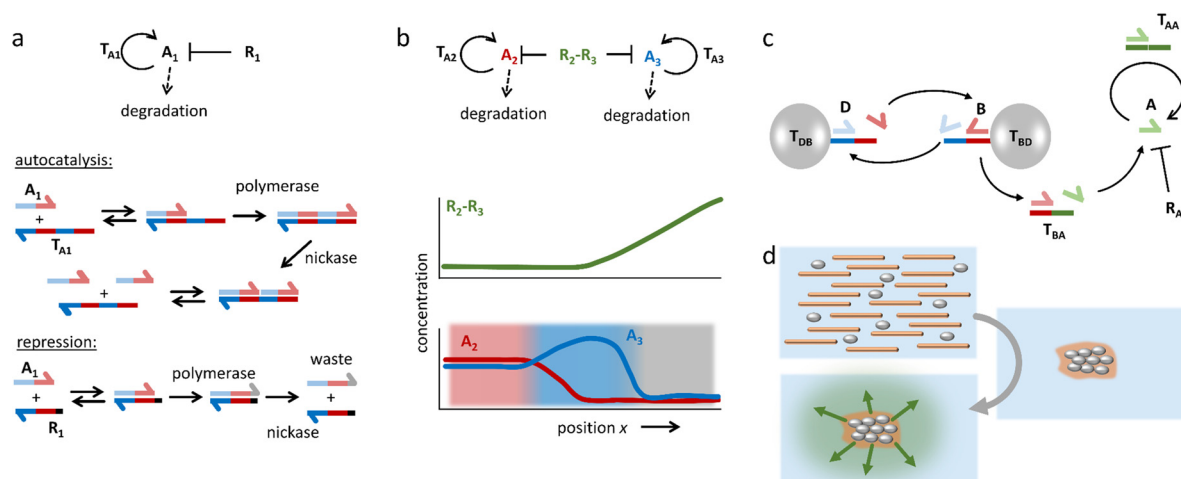 a
T_A1 A_1 R_1
degradation
autocatalysis:
A_1
+
T_A1
polymerase
nickase
+
repression:
A_1
+
R_1
polymerase
nickase
waste
+
b
T_A2 A_2 R_2-R_3 A_3 T_A3
degradation degradation
R_2-R_3
concentration
A_2 A_3
position x
c
T_AA
D B A
T_DB T_BD
T_BA
R_A
d